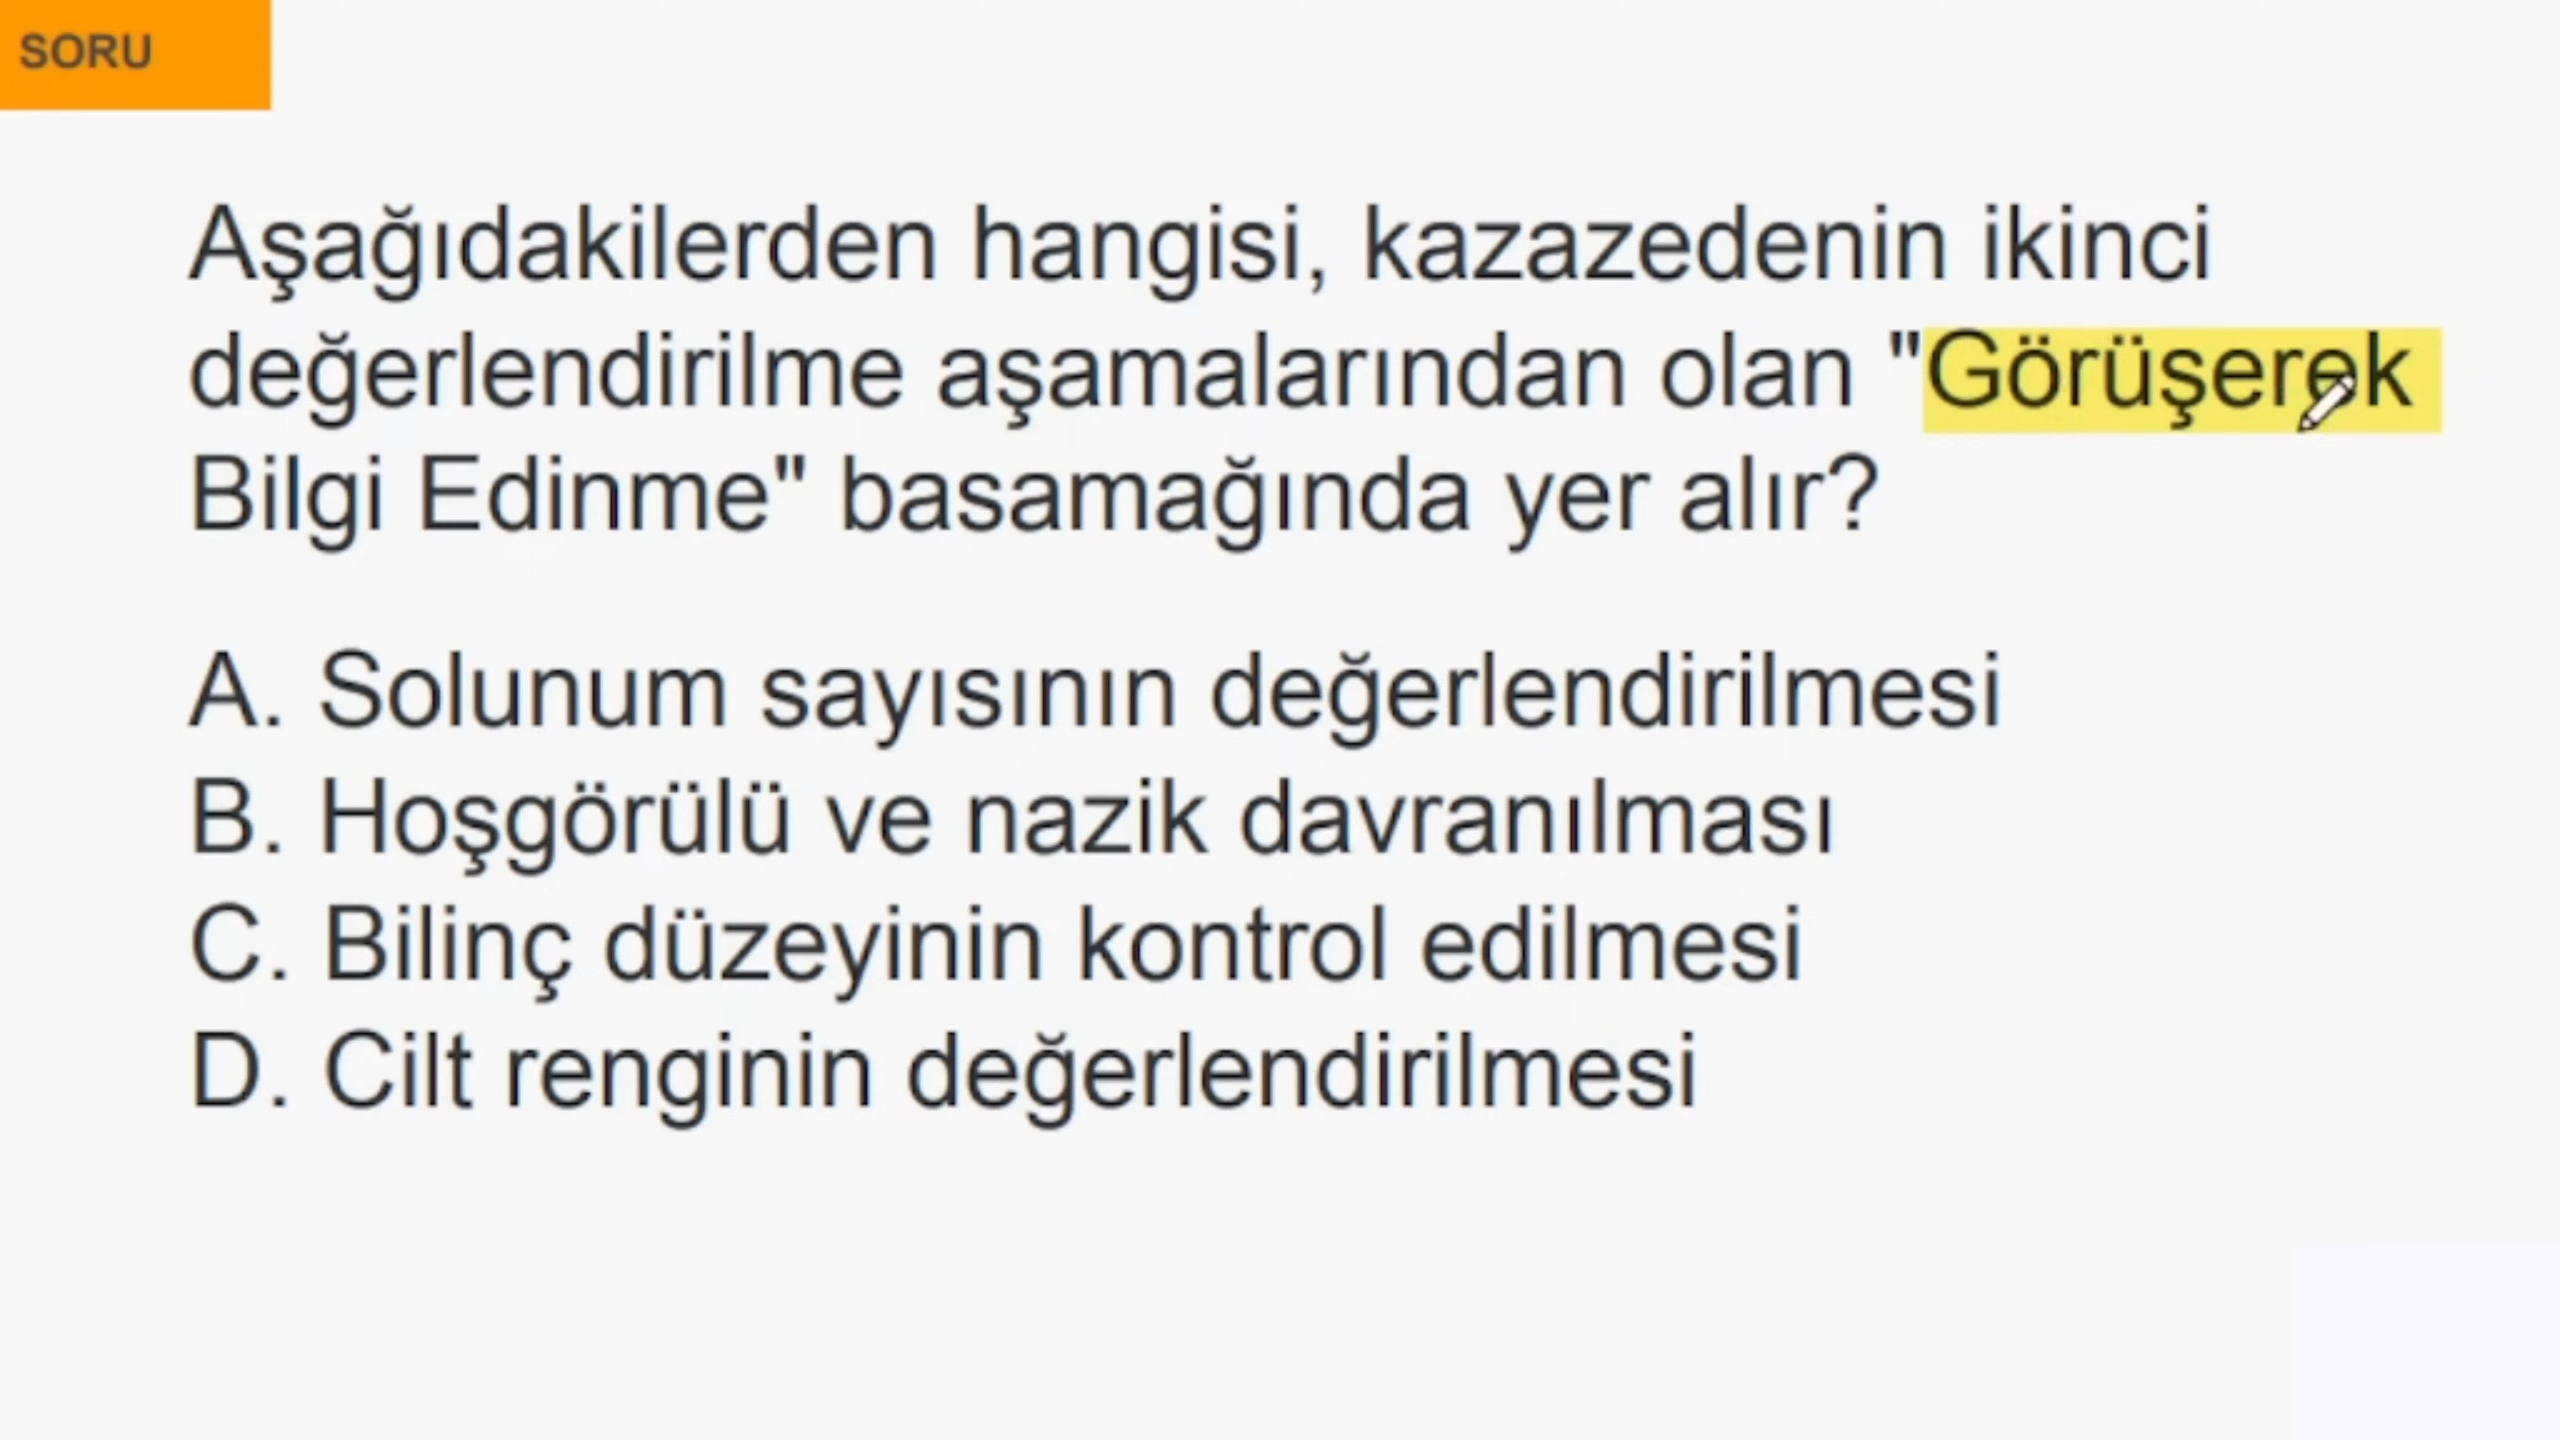 SORU
Aşağıdakilerden hangisi, kazazedenin ikinci
değerlendirilme aşamalarından olan "Görüşerek
Bilgi Edinme" basamağında yer alır?
A. Solunum sayısının değerlendirilmesi
B. Hoşgörülü ve nazik davranılması
C. Bilinç düzeyinin kontrol edilmesi
D. Cilt renginin değerlendirilmesi